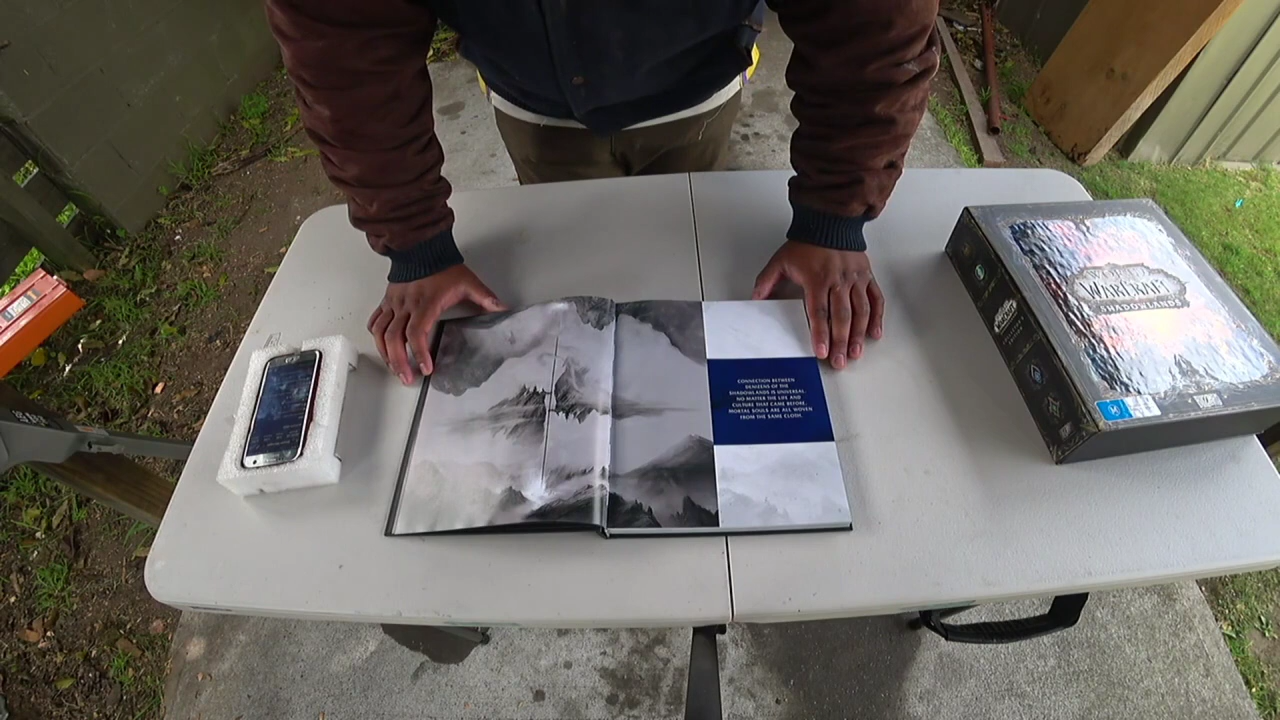 CONNECTION BETWEEN
DENIZENS OF THE
SHADOWLANDS IS UNIVERSAL.
NO MATTER THE LIFE AND
CULTURE THAT CAME BEFORE,
MORTAL SOULS ARE ALL WOVEN
FROM THE SAME CLOTH.
WARCRAFT
SHADOWLANDS
M